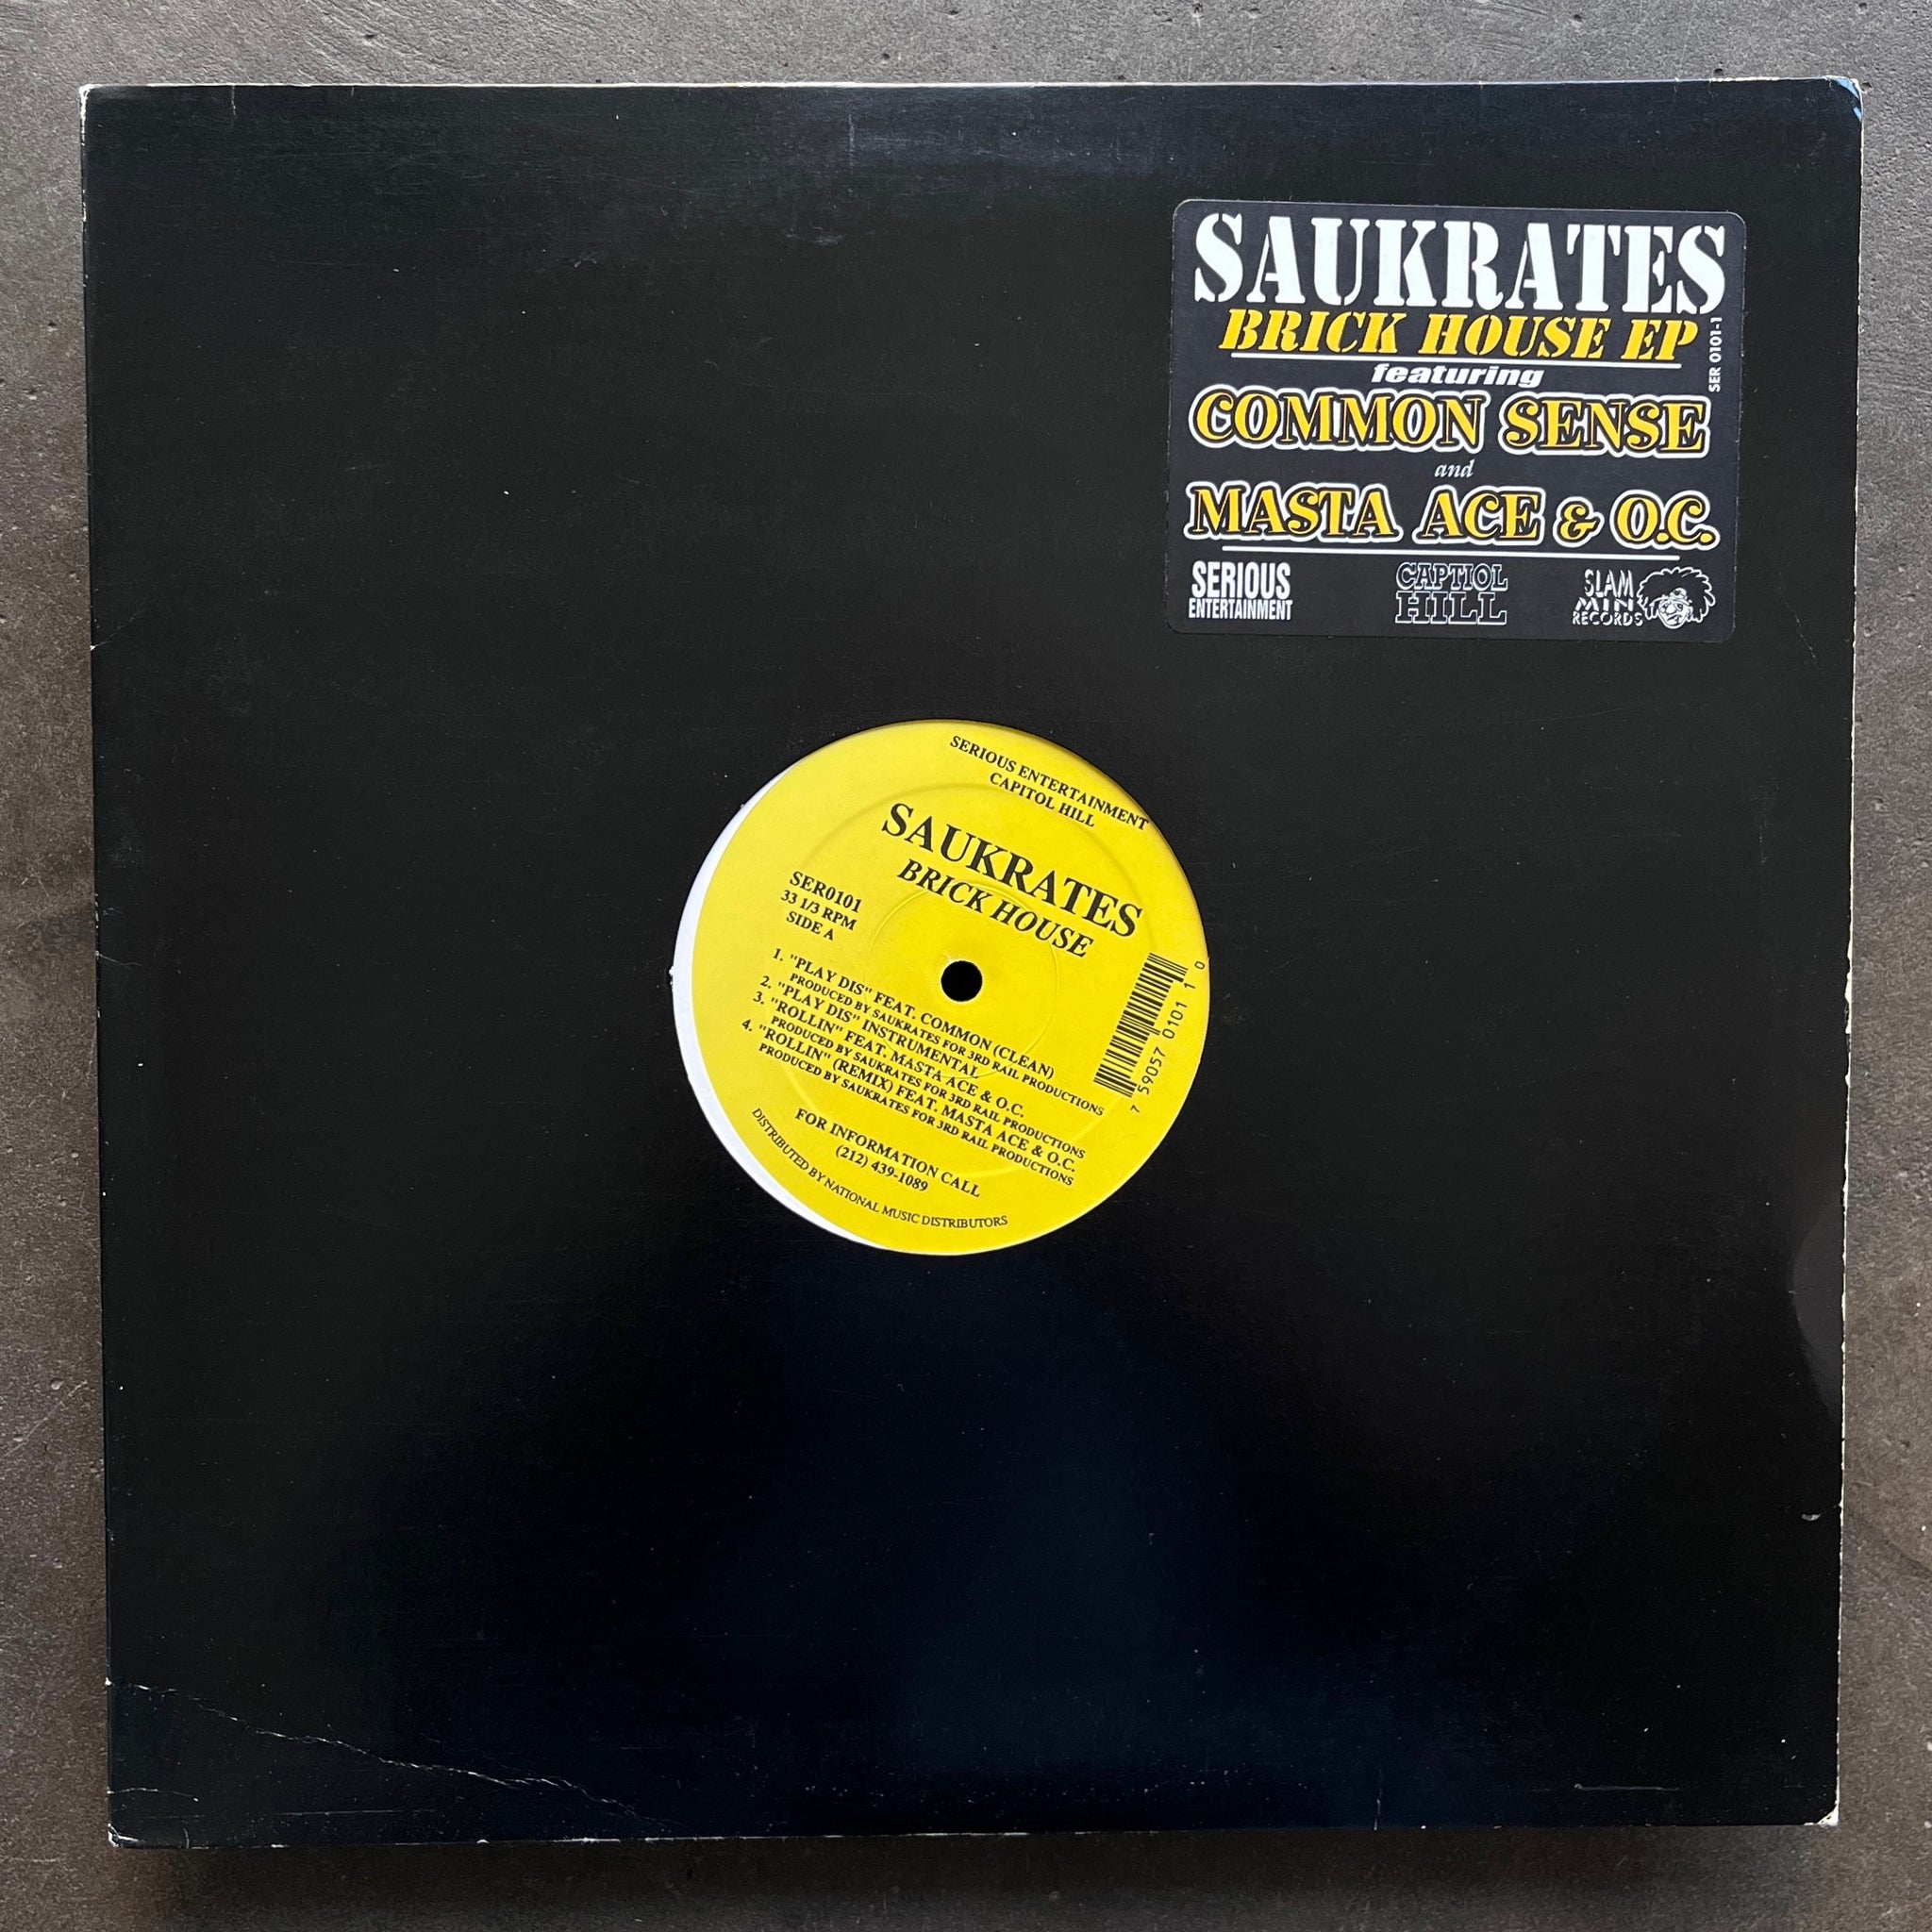 SAUKRATES
BRICK HOUSE EP
SER 0101-1
featuring
COMMON SENSE
and
MASTA ACE & O.C.
SERIOUS
ENTERTAINMENT
CAPTIOL
HILL
SLAM
MIN
RECORDS
SERIOUS ENTERTAINMENT
CAPITOL HILL
SAUKRATES
BRICK HOUSE
SER0101
33 1/3 RPM
SIDE A
1. "PLAY DIS" FEAT. COMMON (CLEAN)
PRODUCED BY SAUKRATES FOR 3RD RAIL PRODUCTIONS
2. "PLAY DIS" INSTRUMENTAL
3. "ROLLIN" FEAT. MASTA ACE & O.C.
PRODUCED BY SAUKRATES FOR 3RD RAIL PRODUCTIONS
4. "ROLLIN" (REMIX) FEAT. MASTA ACE & O.C.
PRODUCED BY SAUKRATES FOR 3RD RAIL PRODUCTIONS
7 59057 0101 1 0
FOR INFORMATION CALL
(212) 439-1089
DISTRIBUTED BY NATIONAL MUSIC DISTRIBUTORS